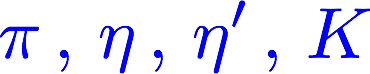 π , η , η′ , K